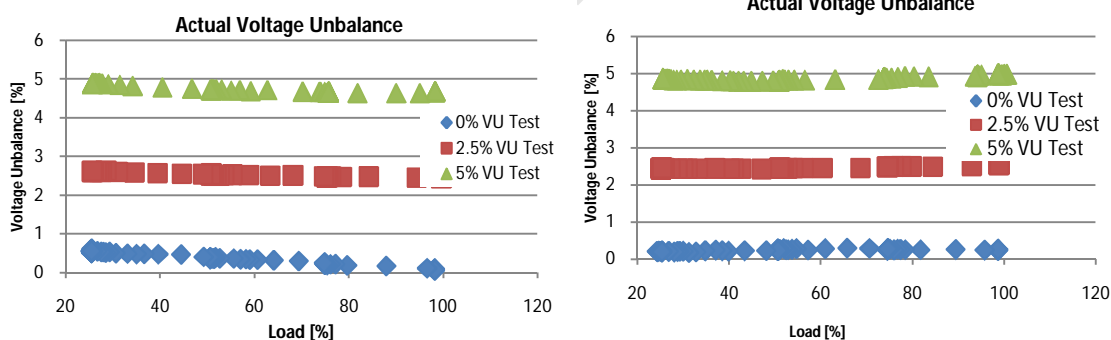 Actual Voltage Unbalance
6
5
4
3
2
1
0
Voltage Unbalance [%]
20
40
60
80
100
120
Load [%]
0% VU Test
2.5% VU Test
5% VU Test
Actual Voltage Unbalance
6
5
4
3
2
1
0
Voltage Unbalance [%]
20
40
60
80
100
120
Load [%]
0% VU Test
2.5% VU Test
5% VU Test